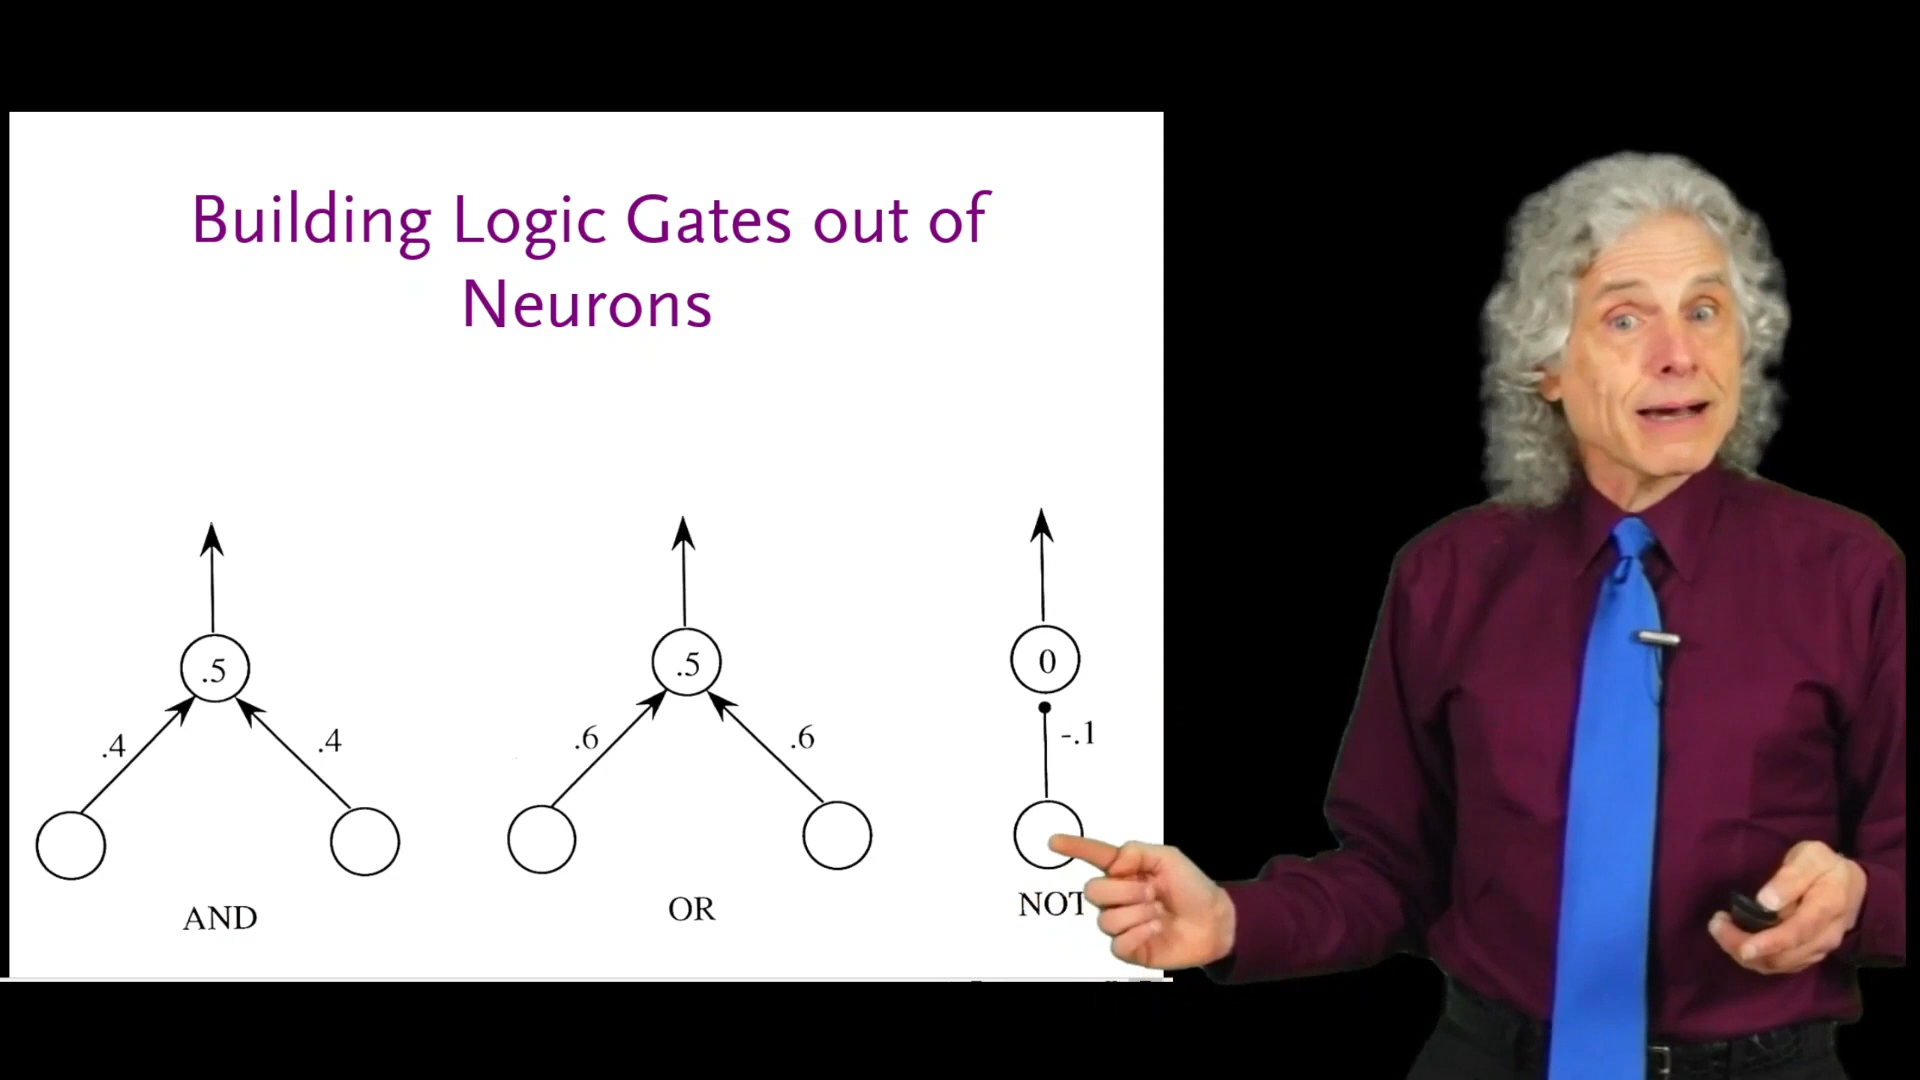 Building Logic Gates out of
Neurons
.5
.5
0
.4
.4
.6
.6
-.1
AND
OR
NOT